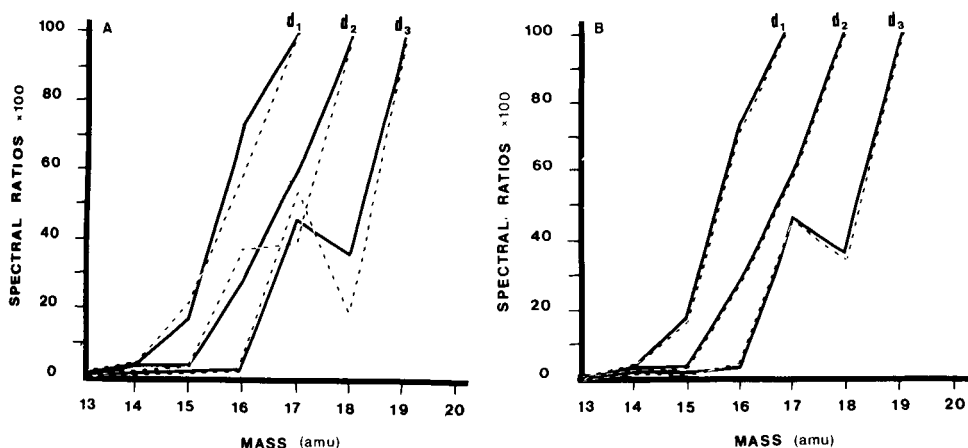 A
d₁ d₂ d₃
SPECTRAL RATIOS ×100
100
80
60
40
20
0
13 14 15 16 17 18 19 20
MASS (amu)
B
d₁ d₂ d₃
SPECTRAL. RATIOS ×100
100
80
60
40
20
0
13 14 15 16 17 18 19 20
MASS (amu)